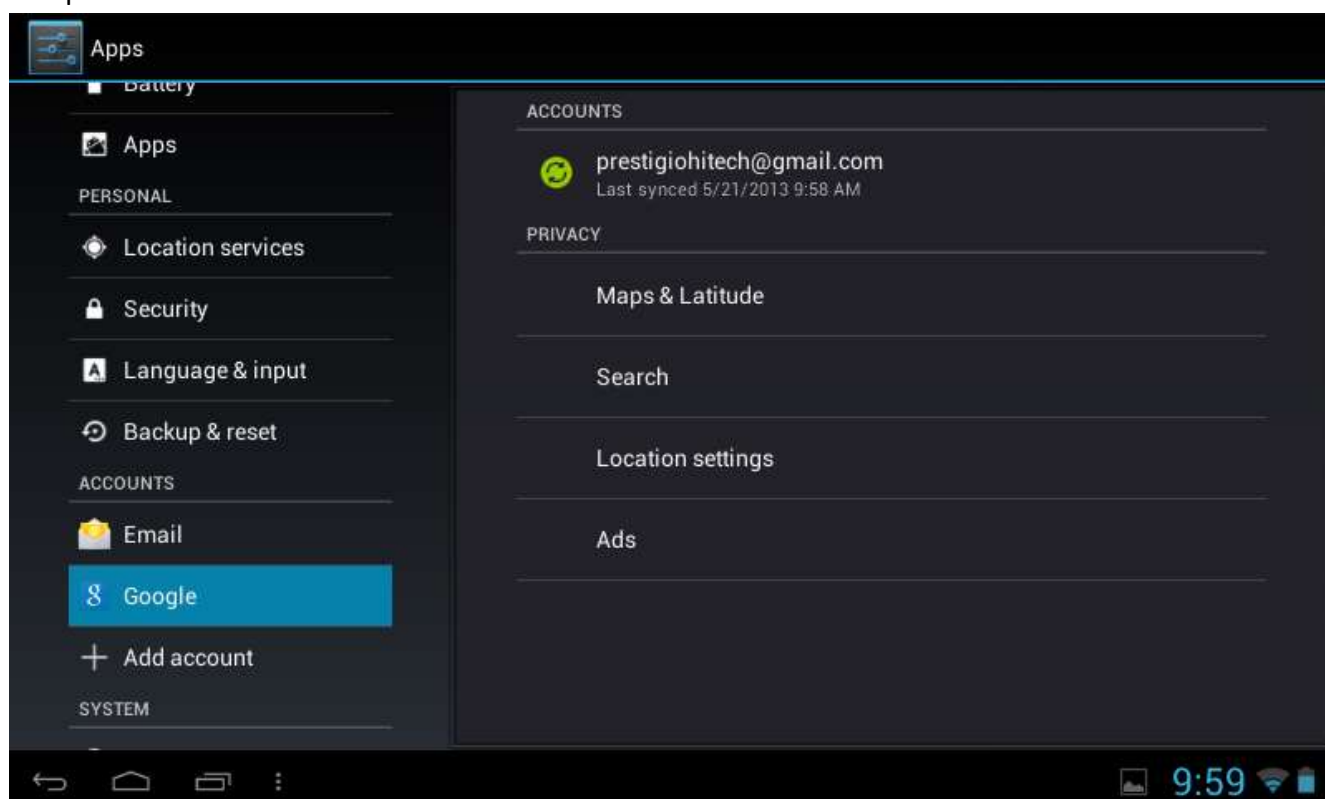 Apps
Battery
Apps
PERSONAL
Location services
Security
Language & input
Backup & reset
ACCOUNTS
Email
Google
Add account
SYSTEM
ACCOUNTS
prestigiohitech@gmail.com
Last synced 5/21/2013 9:58 AM
PRIVACY
Maps & Latitude
Search
Location settings
Ads
9:59